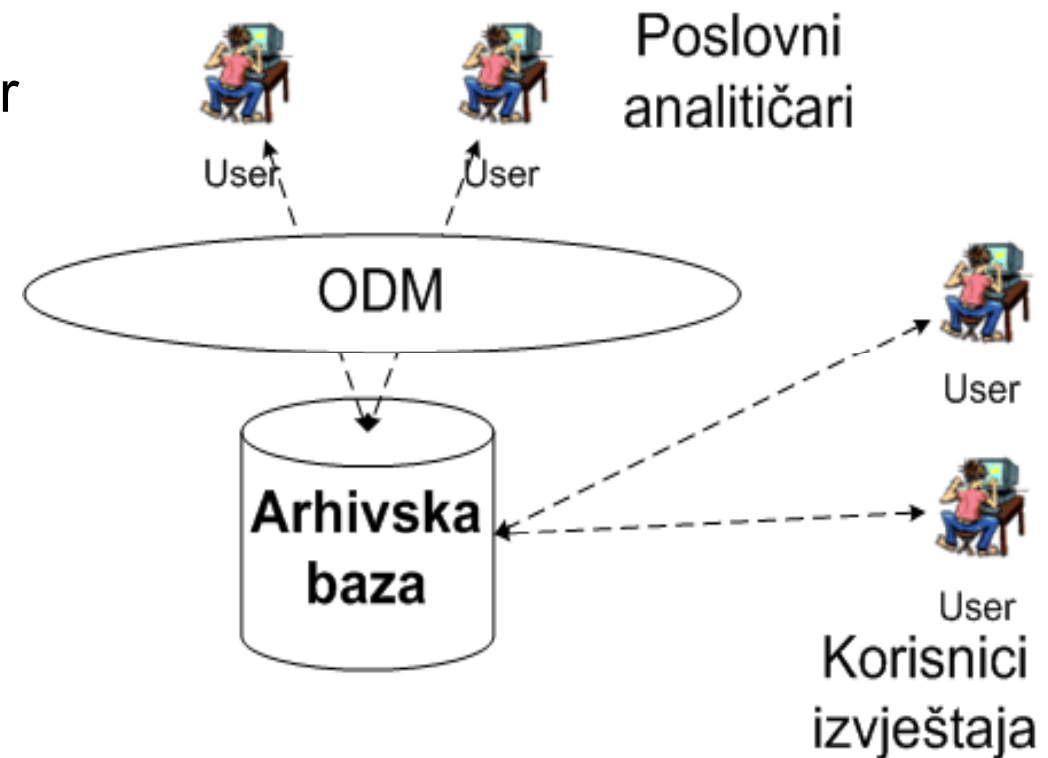 r
Poslovni
analitičari
User
User
ODM
User
Arhivska
baza
User
Korisnici
izvještaja